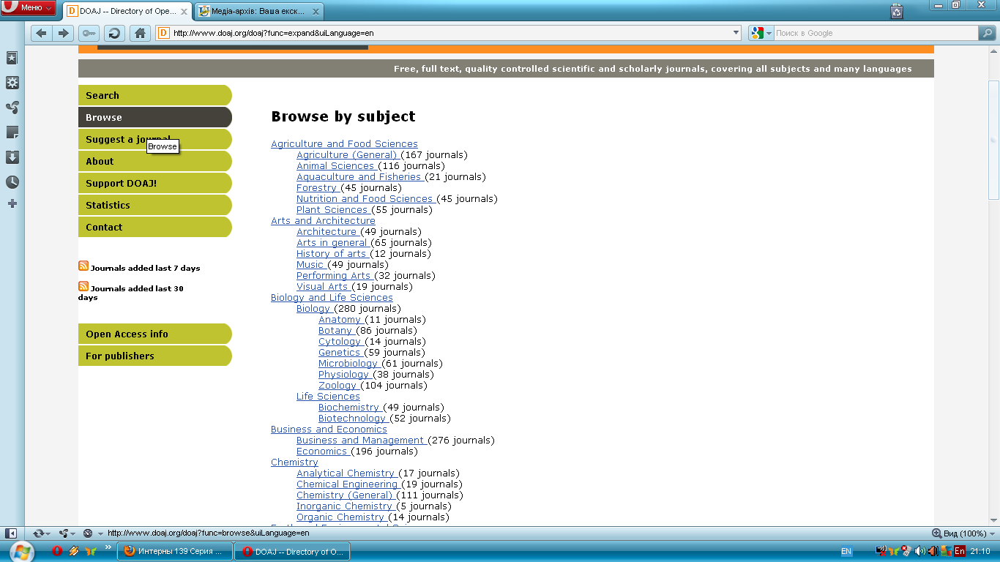 Меню
DOAJ -- Directory of Ope...
Медіа-архів: Ваша екск...
http://www.doaj.org/doaj?func=expand&uiLanguage=en
Поиск в Google
Free, full text, quality controlled scientific and scholarly journals, covering all subjects and many languages
Search
Browse
Suggest a journal
Browse
About
Support DOAJ!
Statistics
Contact
Journals added last 7 days
Journals added last 30
days
Open Access info
For publishers
Browse by subject
Agriculture and Food Sciences
Agriculture (General) (167 journals)
Animal Sciences (116 journals)
Aquaculture and Fisheries (21 journals)
Forestry (45 journals)
Nutrition and Food Sciences (45 journals)
Plant Sciences (55 journals)
Arts and Architecture
Architecture (49 journals)
Arts in general (65 journals)
History of arts (12 journals)
Music (49 journals)
Performing Arts (32 journals)
Visual Arts (19 journals)
Biology and Life Sciences
Biology (280 journals)
Anatomy (11 journals)
Botany (86 journals)
Cytology (14 journals)
Genetics (59 journals)
Microbiology (61 journals)
Physiology (38 journals)
Zoology (104 journals)
Life Sciences
Biochemistry (49 journals)
Biotechnology (52 journals)
Business and Economics
Business and Management (276 journals)
Economics (196 journals)
Chemistry
Analytical Chemistry (17 journals)
Chemical Engineering (19 journals)
Chemistry (General) (111 journals)
Inorganic Chemistry (5 journals)
Organic Chemistry (14 journals)
http://www.doaj.org/doaj?func=browse&uiLanguage=en
Вид (100%)
Интерны 139 Серия ...
DOAJ -- Directory of O...
EN
En
21:10